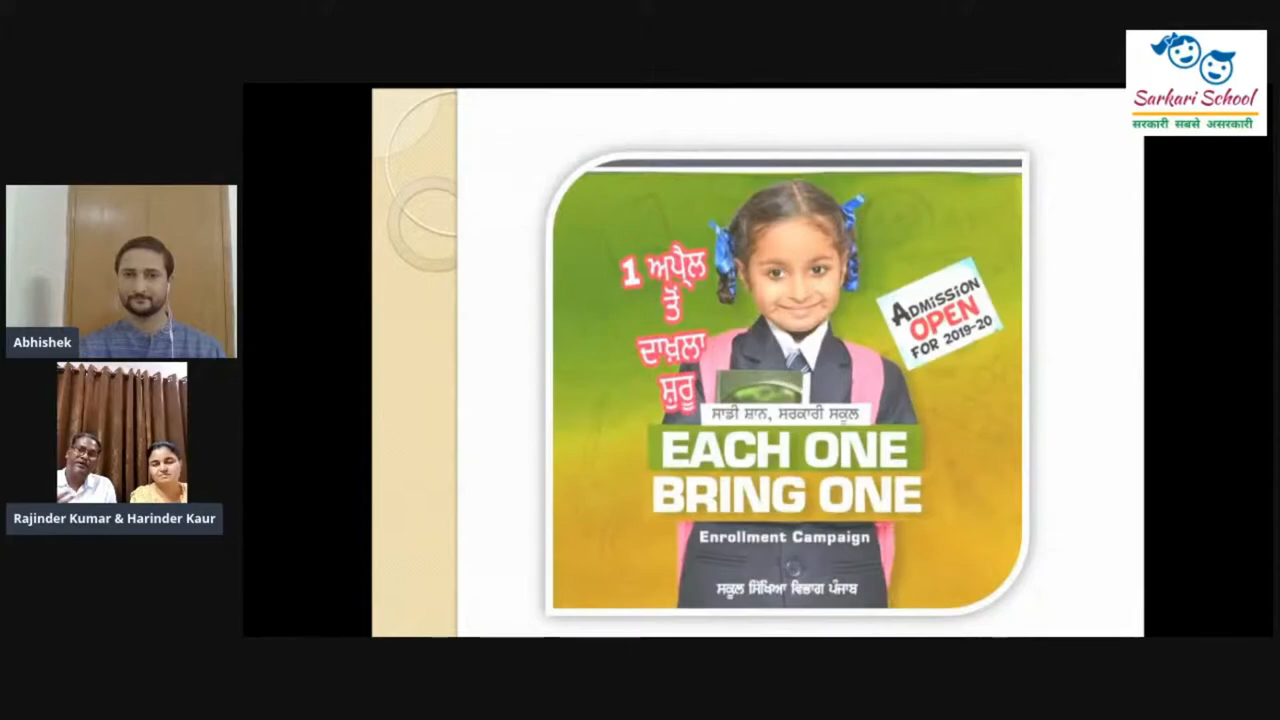 Sarkari School
सरकारी सबसे असरकारी
Abhishek
Rajinder Kumar & Harinder Kaur
1 ਅਪ੍ਰੈਲ
ਤੋਂ
ਦਾਖ਼ਲਾ
ਸ਼ੁਰੂ
ADMISSION
OPEN
FOR 2019-20
ਸਾਡੀ ਸ਼ਾਨ, ਸਰਕਾਰੀ ਸਕੂਲ
EACH ONE
BRING ONE
Enrollment Campaign
ਸਕੂਲ ਸਿੱਖਿਆ ਵਿਭਾਗ ਪੰਜਾਬ